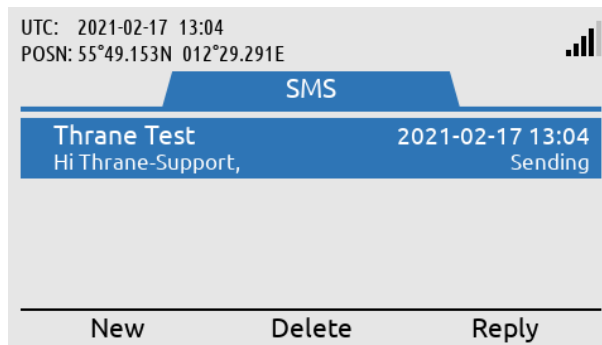 UTC: 2021-02-17 13:04
POSN: 55°49.153N 012°29.291E
SMS
Thrane Test 2021-02-17 13:04
Hi Thrane-Support, Sending
New Delete Reply